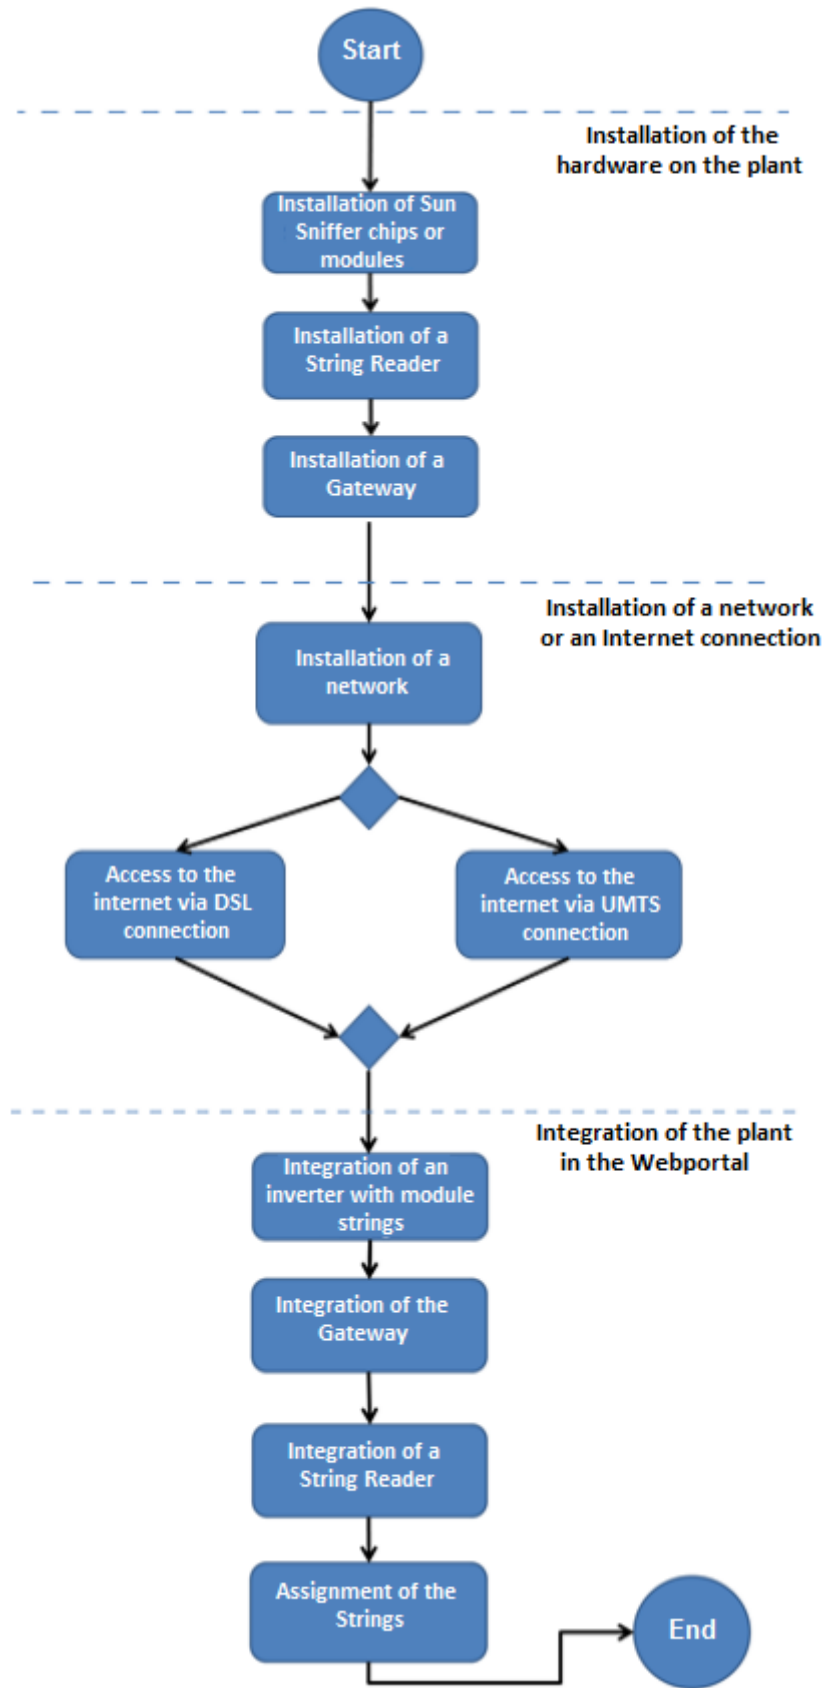 Start
Installation of the
hardware on the plant
Installation of Sun
Sniffer chips or
modules
Installation of a
String Reader
Installation of a
Gateway
Installation of a network
or an Internet connection
Installation of a
network
Access to the
internet via DSL
connection
Access to the
internet via UMTS
connection
Integration of the plant
in the Webportal
Integration of an
inverter with module
strings
Integration of the
Gateway
Integration of a
String Reader
Assignment of the
Strings
End